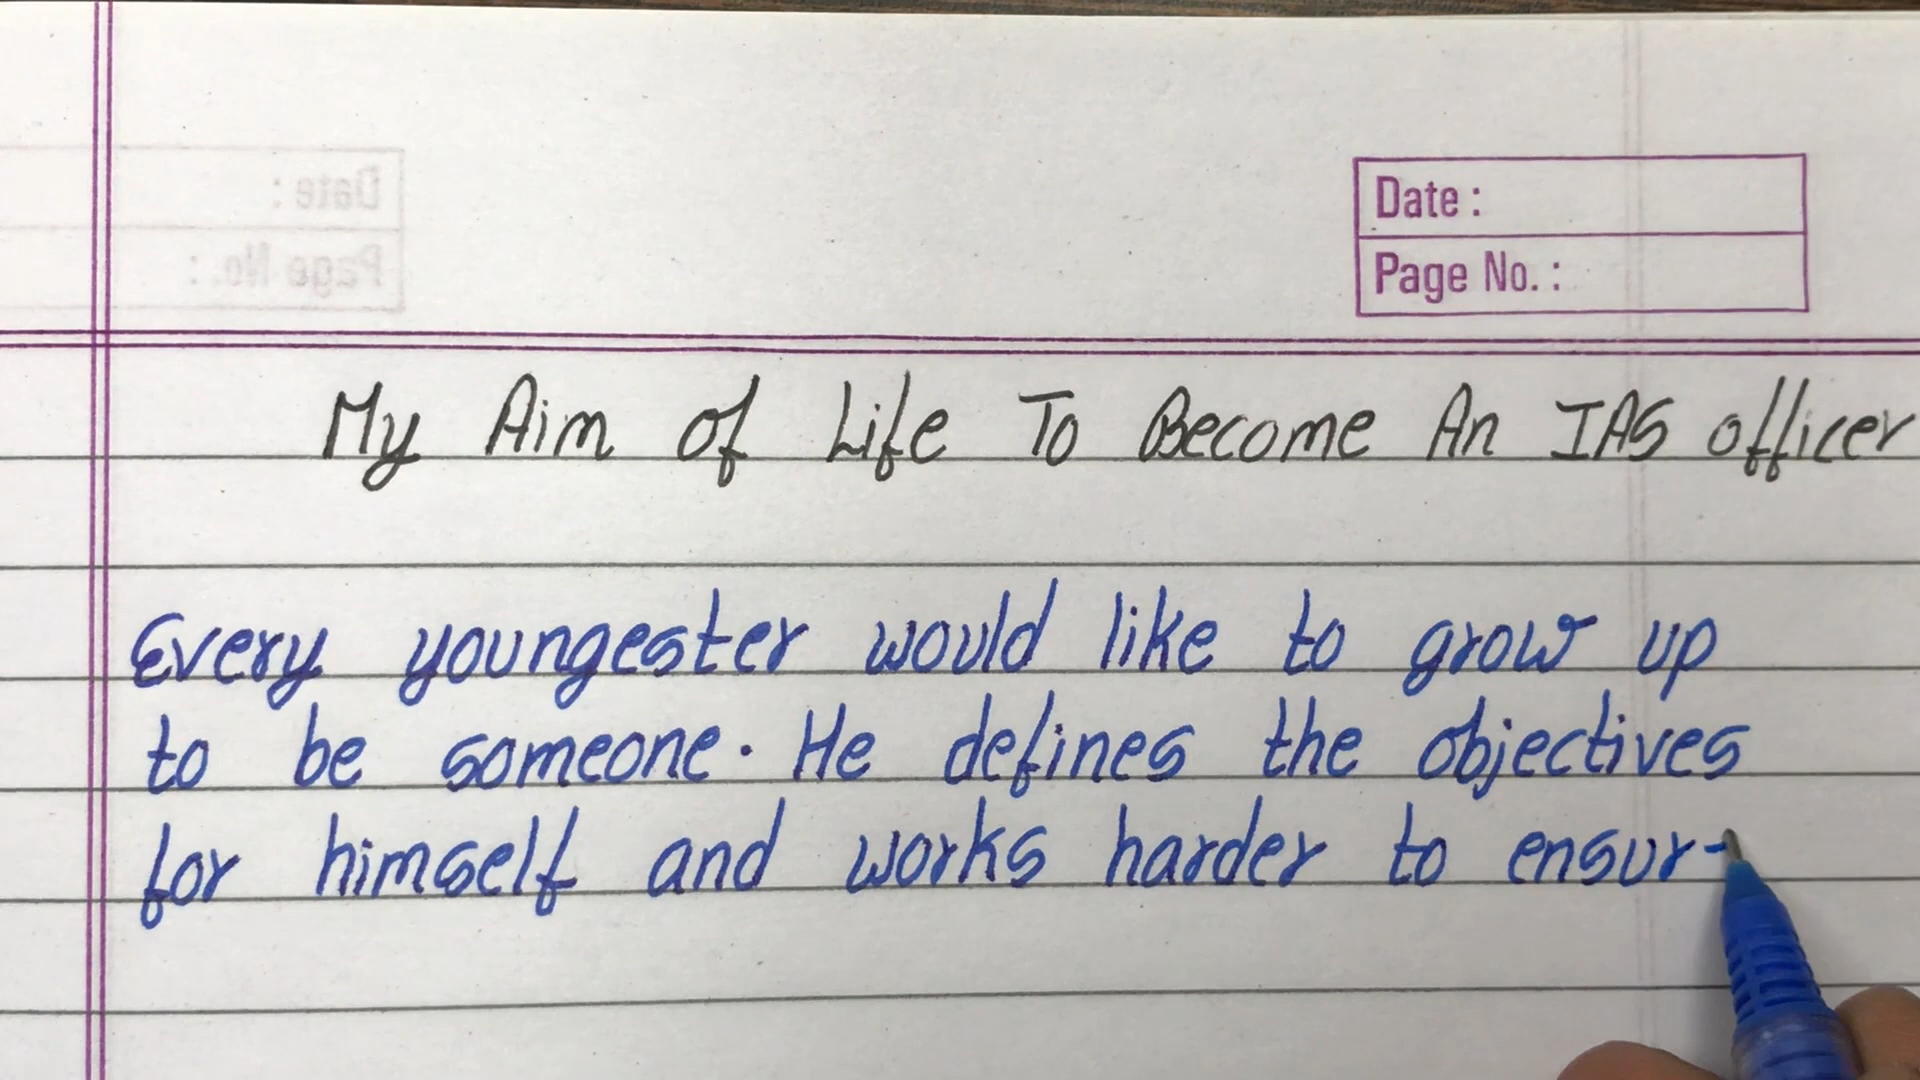 Date :
Page No. :
My Aim of Life To Become An IAS officer
Every youngester would like to grow up
to be someone. He defines the objectives
for himself and works harder to ensur-